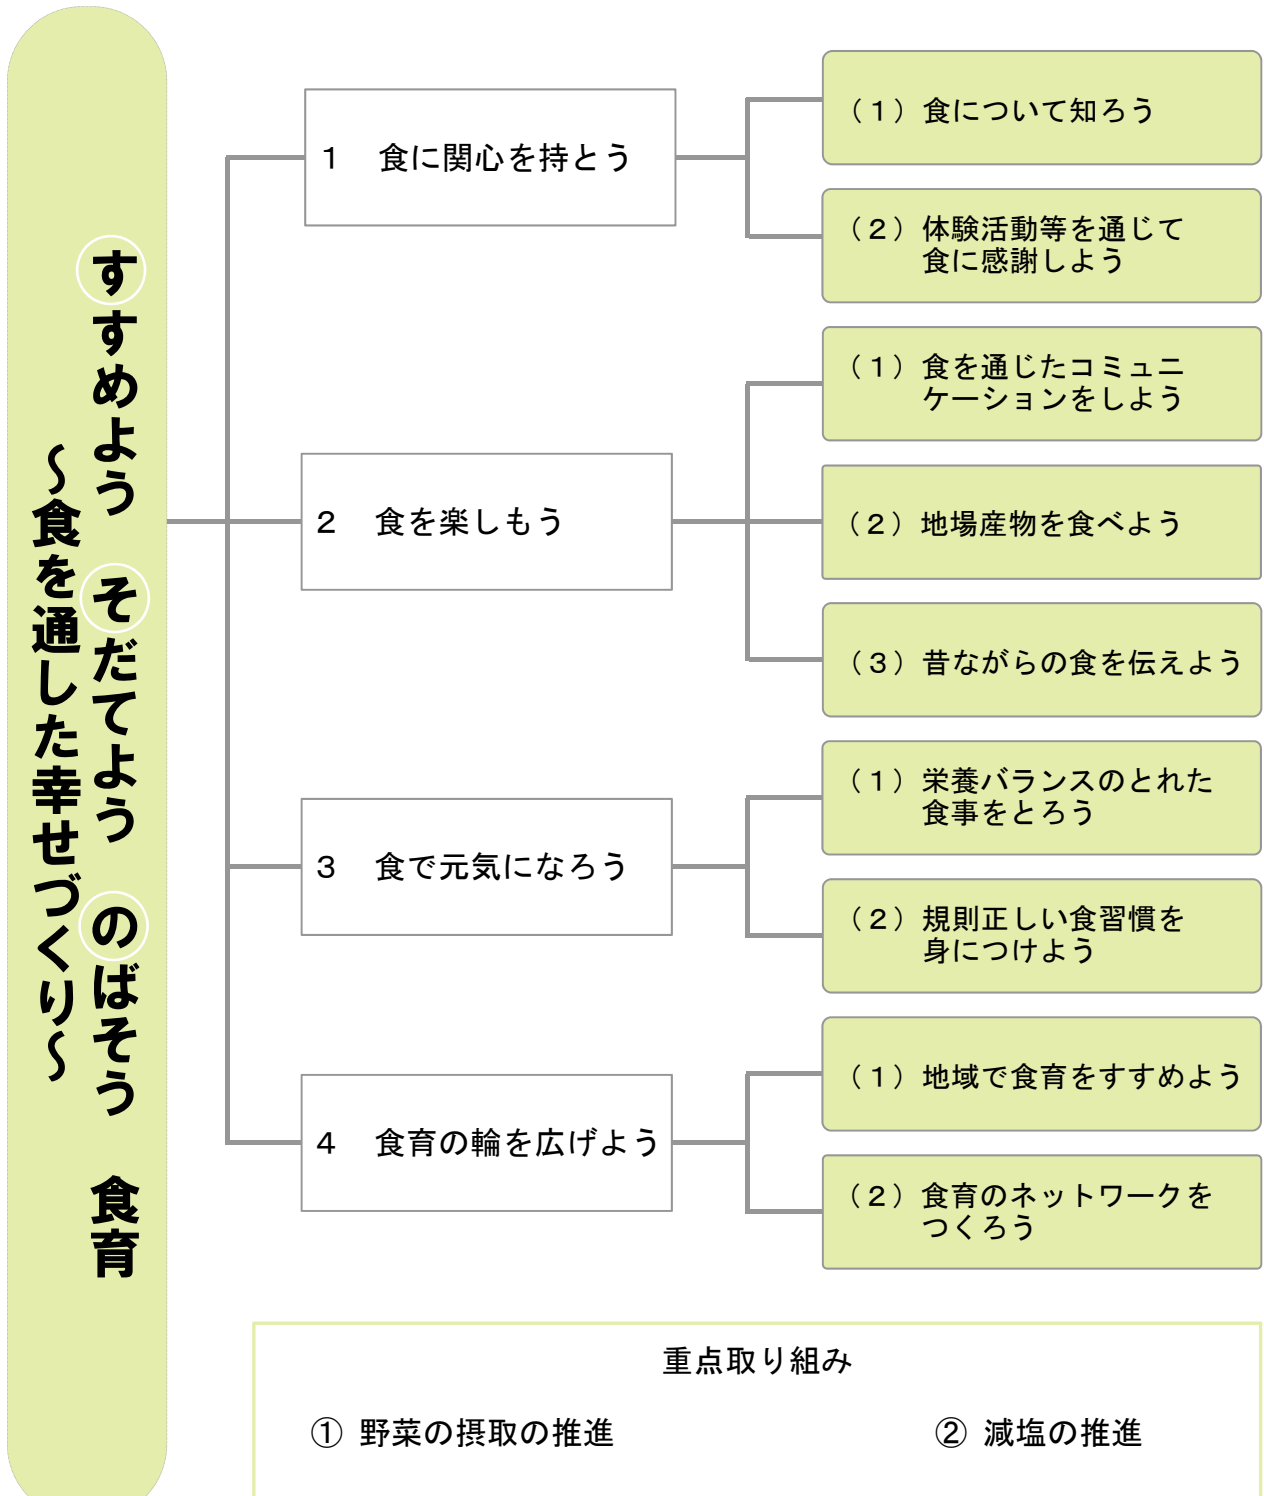 すすめよう　そだてよう　のばそう　食育
～食を通した幸せづくり～
１　食に関心を持とう
（１）食について知ろう
（２）体験活動等を通じて
食に感謝しよう
２　食を楽しもう
（１）食を通じたコミュニ
ケーションをしよう
（２）地場産物を食べよう
（３）昔ながらの食を伝えよう
３　食で元気になろう
（１）栄養バランスのとれた
食事をとろう
（２）規則正しい食習慣を
身につけよう
４　食育の輪を広げよう
（１）地域で食育をすすめよう
（２）食育のネットワークを
つくろう
重点取り組み
① 野菜の摂取の推進
② 減塩の推進